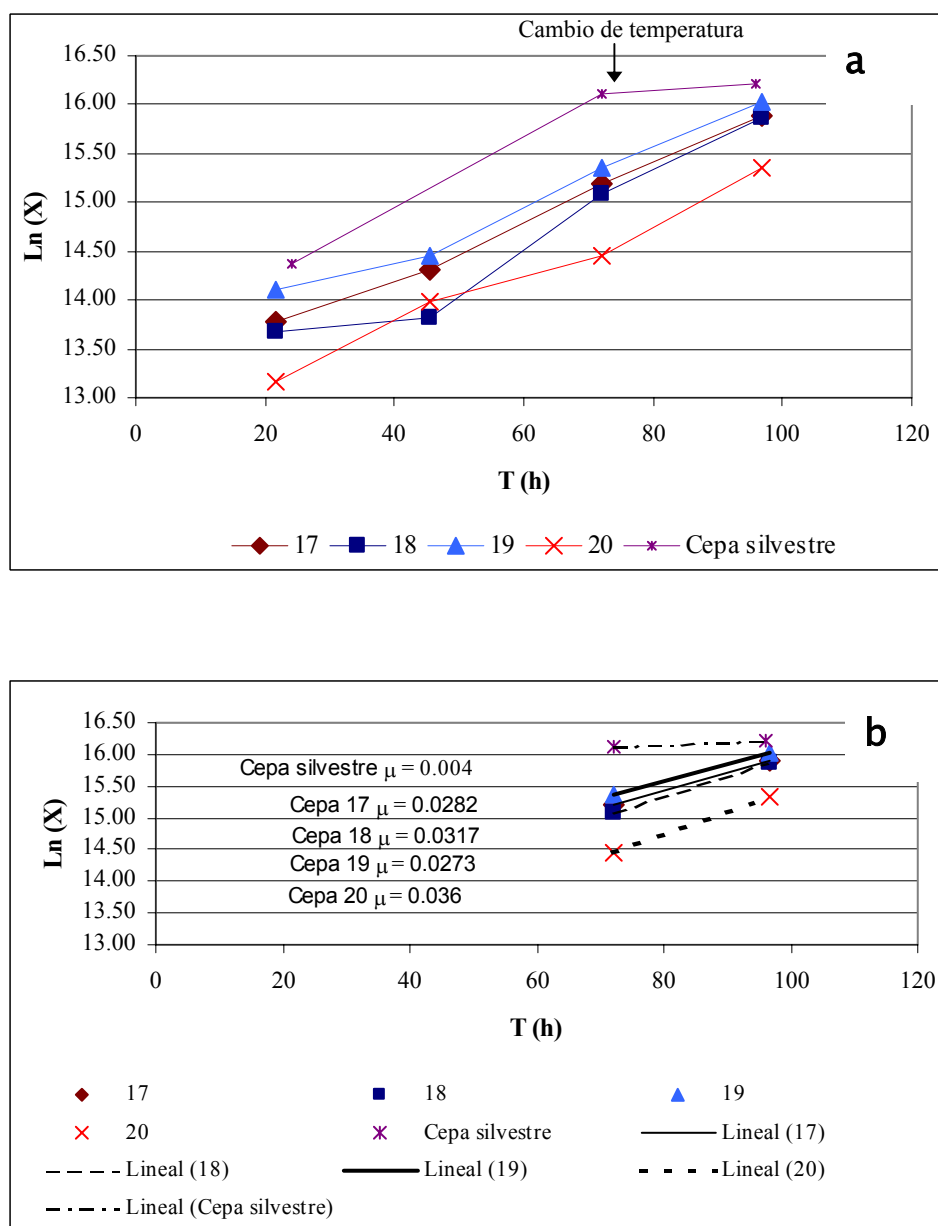 Cambio de temperatura
a
16.50
16.00
15.50
15.00
14.50
14.00
13.50
13.00
Ln (X)
0 20 40 60 80 100 120
T (h)
17 18 19 20 Cepa silvestre
b
16.50
16.00
15.50
15.00
14.50
14.00
13.50
13.00
Ln (X)
Cepa silvestre μ = 0.004
Cepa 17 μ = 0.0282
Cepa 18 μ = 0.0317
Cepa 19 μ = 0.0273
Cepa 20 μ = 0.036
0 20 40 60 80 100 120
T (h)
17 18 19
20 Cepa silvestre Lineal (17)
Lineal (18) Lineal (19) Lineal (20)
Lineal (Cepa silvestre)